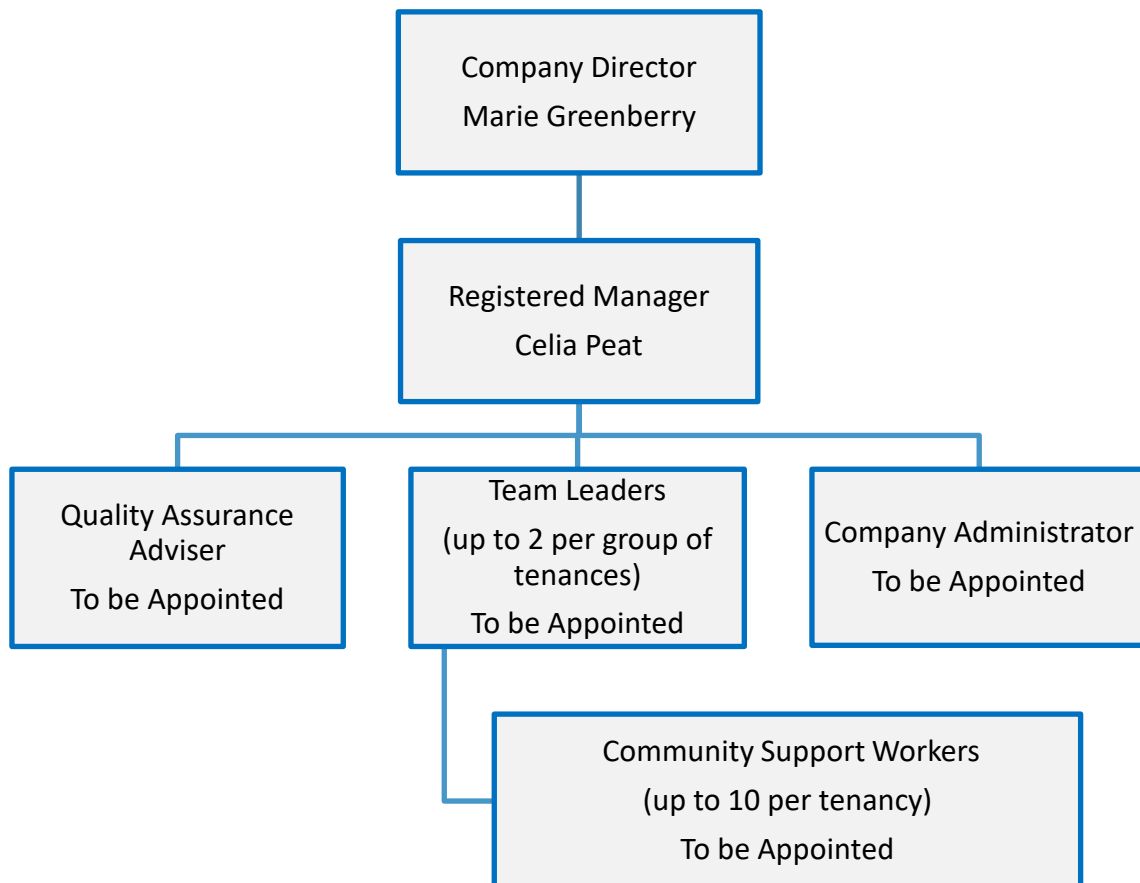 Company Director
Marie Greenberry
Registered Manager
Celia Peat
Quality Assurance
Adviser
To be Appointed
Team Leaders
(up to 2 per group of
tenances)
To be Appointed
Company Administrator
To be Appointed
Community Support Workers
(up to 10 per tenancy)
To be Appointed